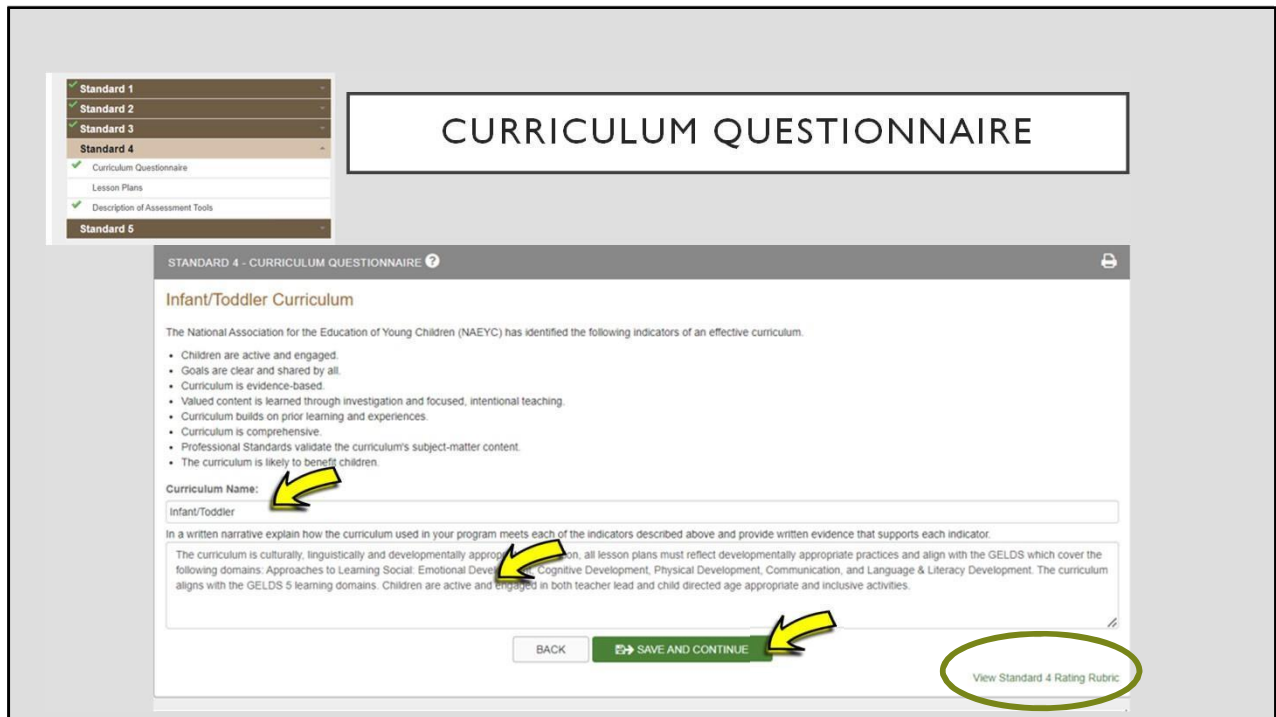 Standard 1
Standard 2
Standard 3
Standard 4
Curriculum Questionnaire
Lesson Plans
Description of Assessment Tools
Standard 5
CURRICULUM QUESTIONNAIRE
STANDARD 4 - CURRICULUM QUESTIONNAIRE ?
Infant/Toddler Curriculum
The National Association for the Education of Young Children (NAEYC) has identified the following indicators of an effective curriculum.
• Children are active and engaged.
• Goals are clear and shared by all.
• Curriculum is evidence-based.
• Valued content is learned through investigation and focused, intentional teaching.
• Curriculum builds on prior learning and experiences.
• Curriculum is comprehensive.
• Professional Standards validate the curriculum's subject-matter content.
• The curriculum is likely to benefit children.
Curriculum Name:
Infant/Toddler
In a written narrative explain how the curriculum used in your program meets each of the indicators described above and provide written evidence that supports each indicator.
The curriculum is culturally, linguistically and developmentally all lesson plans must reflect developmentally appropriate practices and align with the GELDS which cover the
following domains: Approaches to Learning Social: Emotional Cognitive Development, Physical Development, Communication, and Language & Literacy Development. The curriculum
aligns with the GELDS 5 learning domains. Children are active and engaged in both teacher lead and child directed age appropriate and inclusive activities.
BACK
SAVE AND CONTINUE
View Standard 4 Rating Rubric